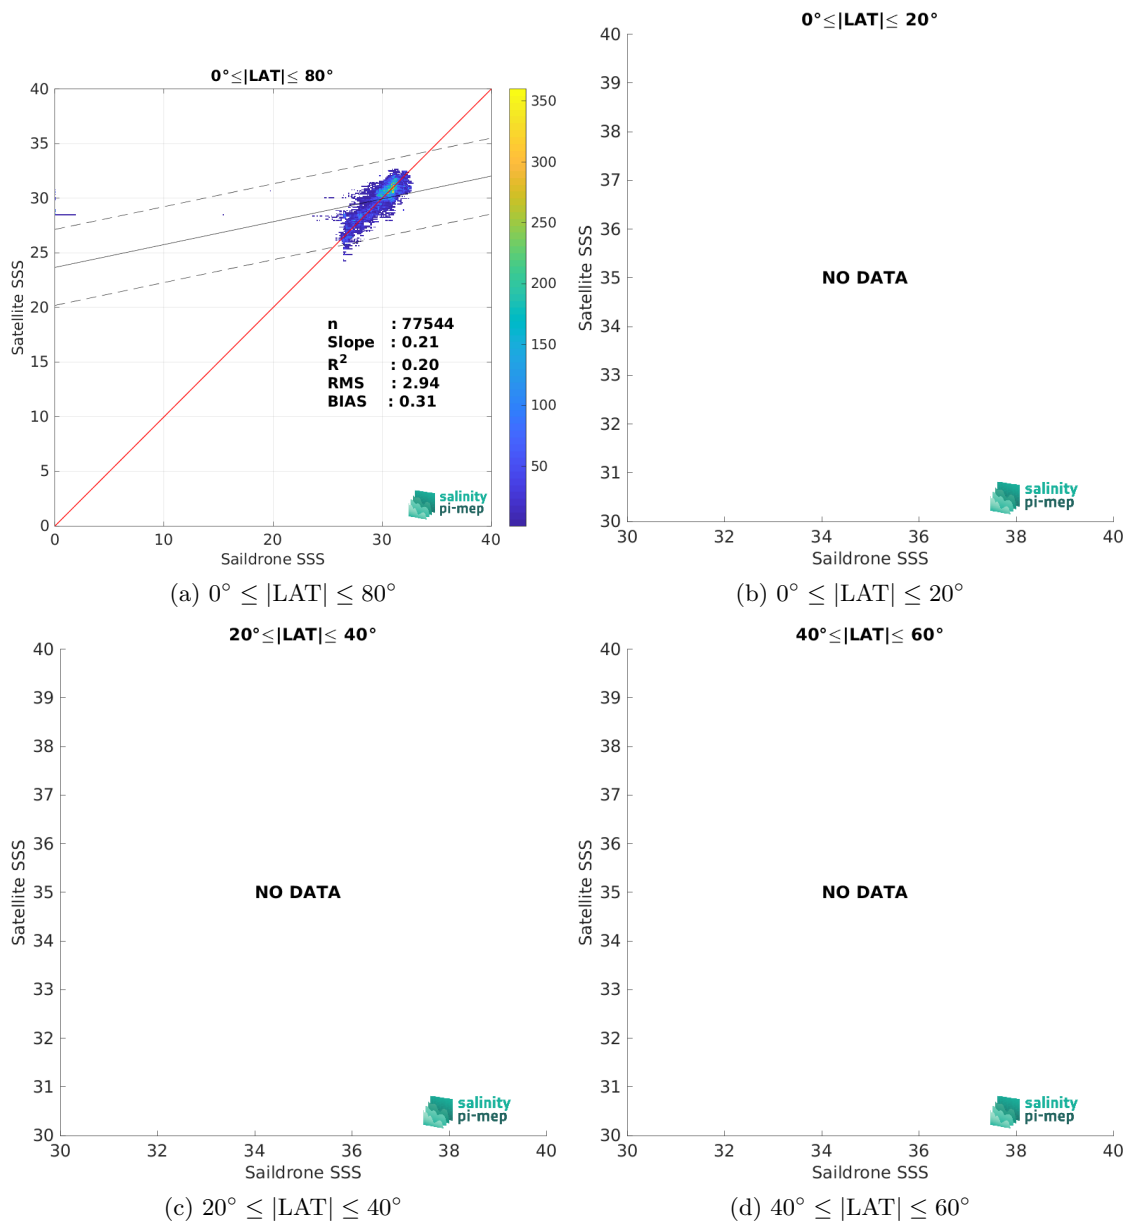 0°≤|LAT|≤ 80°
40
35
30
25
20
15
10
5
0
Satellite SSS
n : 77544
Slope : 0.21
R² : 0.20
RMS : 2.94
BIAS : 0.31
salinity
pi-mep
0 10 20 30 40
Saildrone SSS
350
300
250
200
150
100
50
(a) 0° ≤ |LAT| ≤ 80°
0°≤|LAT|≤ 20°
40
39
38
37
36
35
34
33
32
31
30
Satellite SSS
NO DATA
salinity
pi-mep
30 32 34 36 38 40
Saildrone SSS
(b) 0° ≤ |LAT| ≤ 20°
20°≤|LAT|≤ 40°
40
39
38
37
36
35
34
33
32
31
30
Satellite SSS
NO DATA
salinity
pi-mep
30 32 34 36 38 40
Saildrone SSS
(c) 20° ≤ |LAT| ≤ 40°
40°≤|LAT|≤ 60°
40
39
38
37
36
35
34
33
32
31
30
Satellite SSS
NO DATA
salinity
pi-mep
30 32 34 36 38 40
Saildrone SSS
(d) 40° ≤ |LAT| ≤ 60°